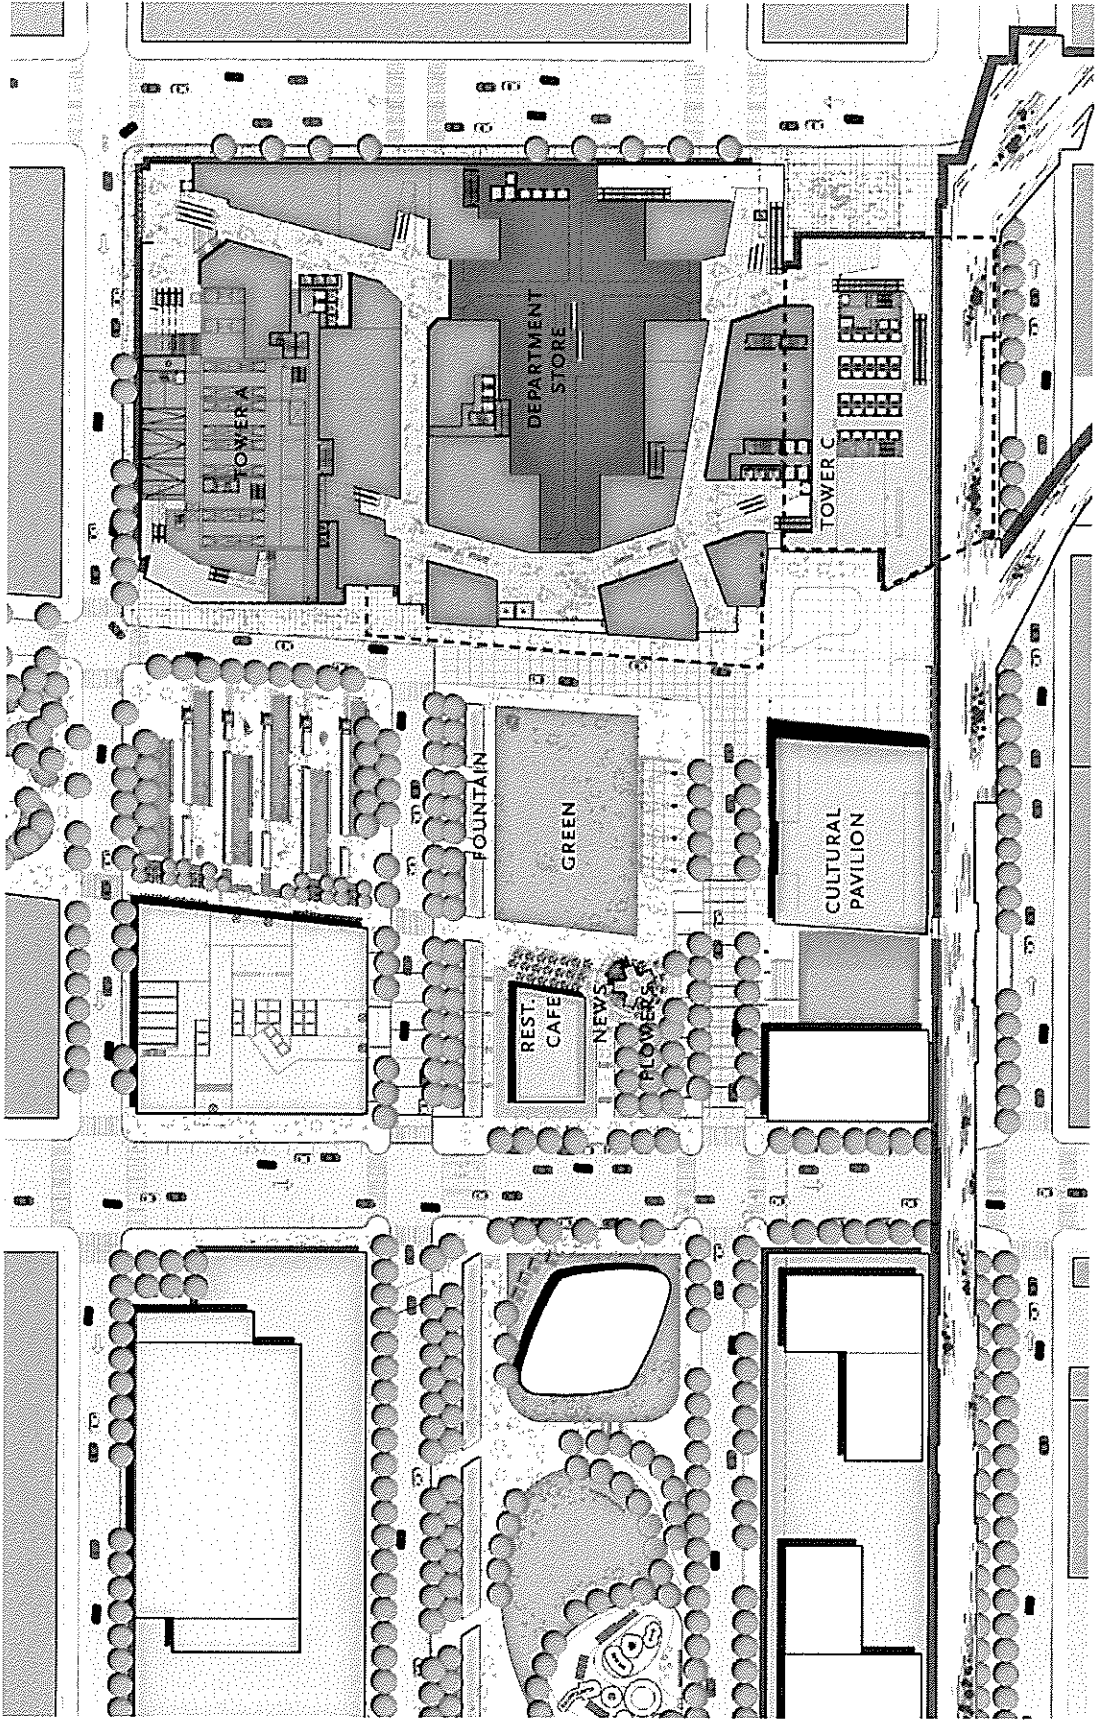 TOWER A
DEPARTMENT
STORE
TOWER C
FOUNTAIN
GREEN
CULTURAL
PAVILION
REST.
CAFE
NEWS
FLOWERS